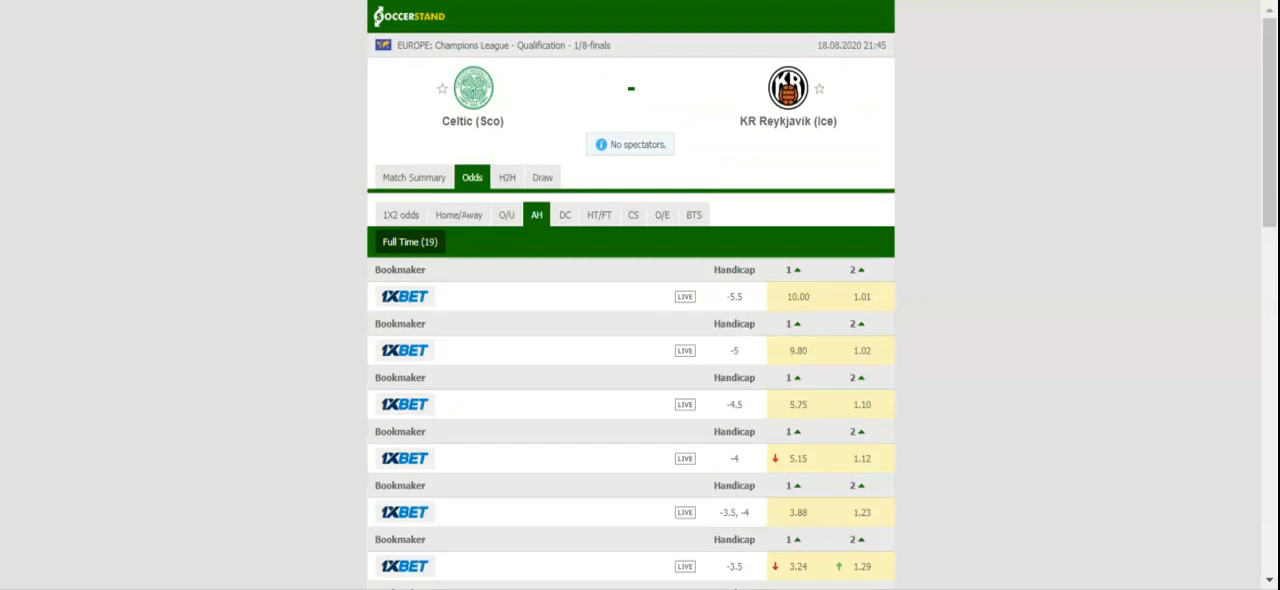 SOCCERSTAND
EUROPE: Champions League - Qualification - 1/8-finals 18.08.2020 21:45
KR
- 
Celtic (Sco) KR Reykjavik (Ice)
i No spectators.
Match Summary Odds H2H Draw
1X2 odds Home/Away O/U AH DC HT/FT CS O/E BTS
Full Time (19)
Bookmaker Handicap 1 2
1XBET LIVE -5.5 10.00 1.01
Bookmaker Handicap 1 2
1XBET LIVE -5 9.80 1.02
Bookmaker Handicap 1 2
1XBET LIVE -4.5 5.75 1.10
Bookmaker Handicap 1 2
1XBET LIVE -4 5.15 1.12
Bookmaker Handicap 1 2
1XBET LIVE -3.5, -4 3.88 1.23
Bookmaker Handicap 1 2
1XBET LIVE -3.5 3.24 1.29